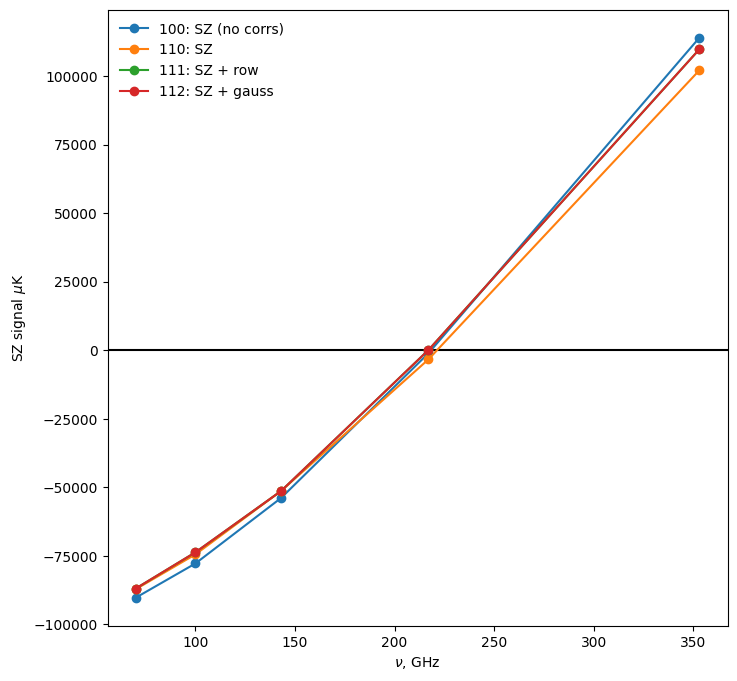 100: SZ (no corrs)
110: SZ
111: SZ + row
112: SZ + gauss
100000
75000
50000
25000
0
−25000
−50000
−75000
−100000
SZ signal μK
100 150 200 250 300 350
ν, GHz